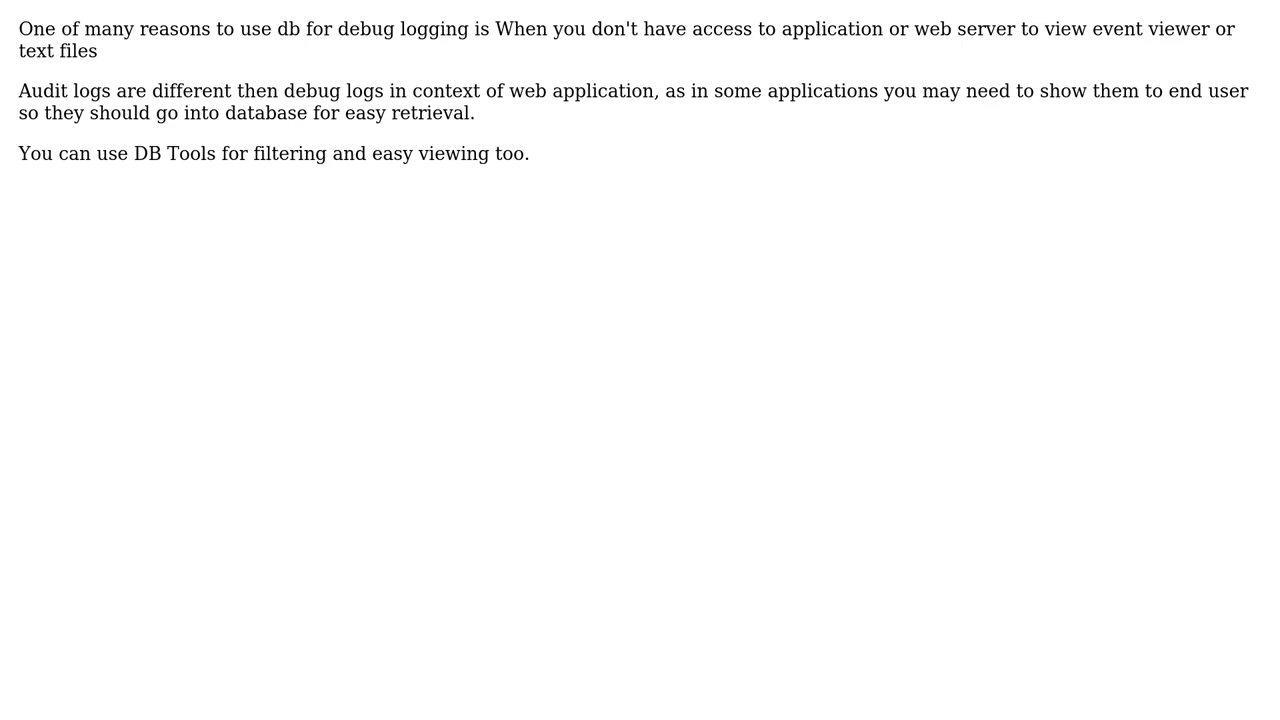 One of many reasons to use db for debug logging is When you don't have access to application or web server to view event viewer or
text files
Audit logs are different then debug logs in context of web application, as in some applications you may need to show them to end user
so they should go into database for easy retrieval.
You can use DB Tools for filtering and easy viewing too.